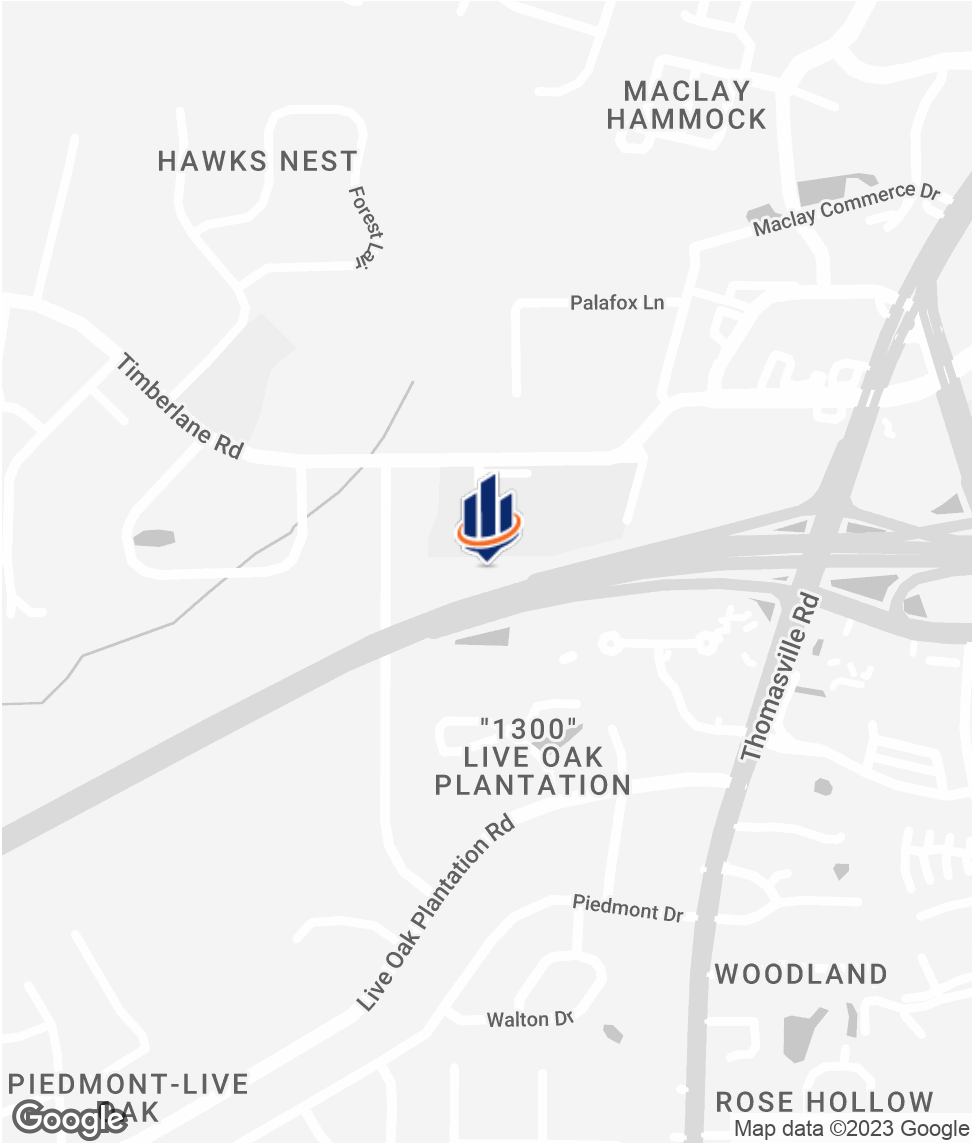 MACLAY
HAMMOCK
HAWKS NEST
Forest Lair
Maclay Commerce Dr
Palafox Ln
Timberlane Rd
Thomasville Rd
"1300"
LIVE OAK
PLANTATION
Live Oak Plantation Rd
Piedmont Dr
WOODLAND
Walton Dr
PIEDMONT-LIVE
OAK
Google
ROSE HOLLOW
Map data ©2023 Google